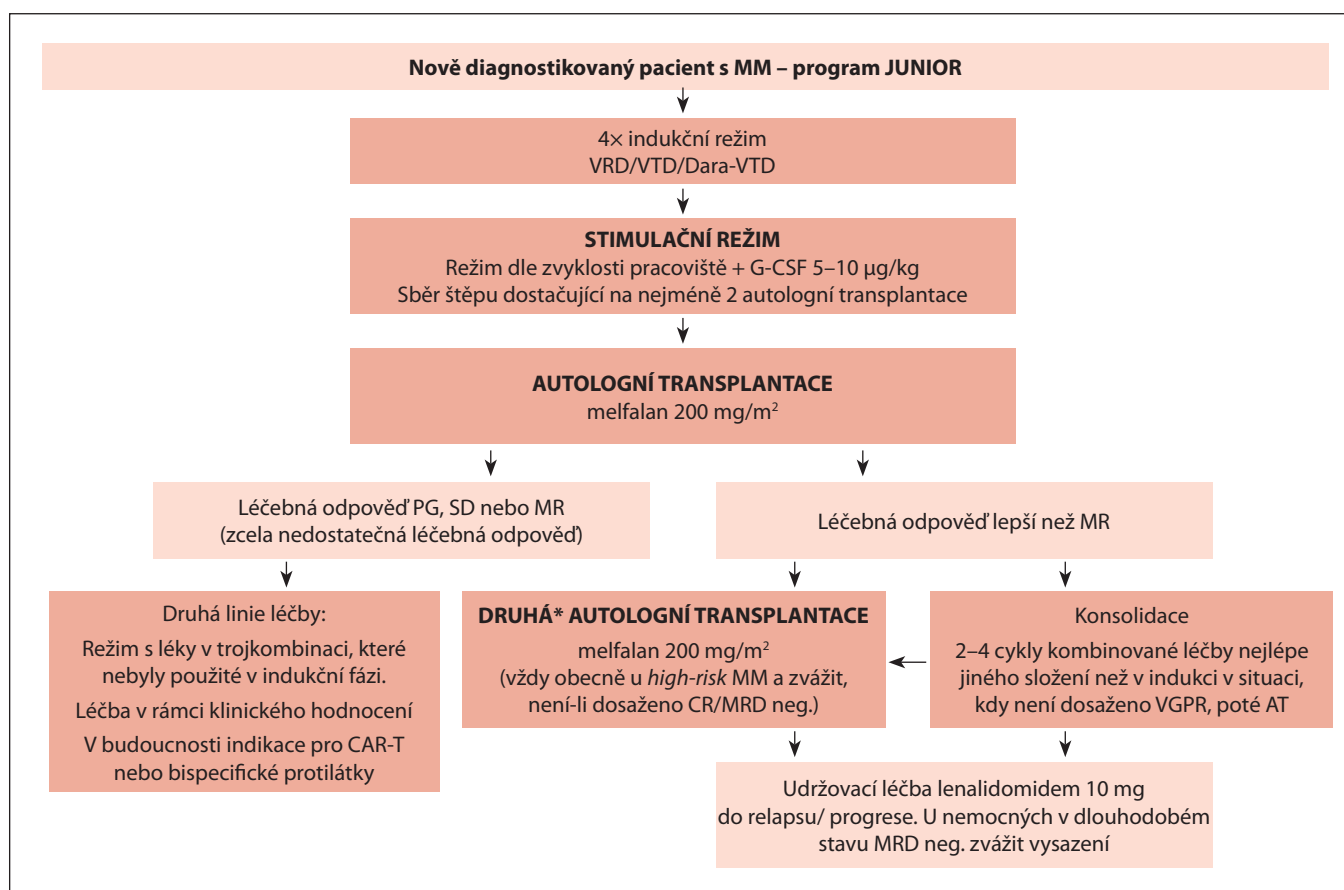 Nově diagnostikovaný pacient s MM – program JUNIOR
4× indukční režim
VRD/VTD/Dara-VTD
STIMULAČNÍ REŽIM
Režim dle zvyklosti pracoviště + G-CSF 5–10 µg/kg
Sběr štěpu dostačující na nejméně 2 autologní transplantace
AUTOLOGNÍ TRANSPLANTACE
melfalan 200 mg/m²
Léčebná odpověď PG, SD nebo MR
(zcela nedostatečná léčebná odpověď)
Léčebná odpověď lepší než MR
Druhá linie léčby:
Režim s léky v trojkombinaci, které
nebyly použité v indukční fázi.
Léčba v rámci klinického hodnocení
V budoucnosti indikace pro CAR-T
nebo bispecifické protilátky
DRUHÁ* AUTOLOGNÍ TRANSPLANTACE
melfalan 200 mg/m²
(vždy obecně u high-risk MM a zvážit,
není-li dosaženo CR/MRD neg.)
Konsolidace
2–4 cykly kombinované léčby nejlépe
jiného složení než v indukci v situaci,
kdy není dosaženo VGPR, poté AT
Udržovací léčba lenalidomidem 10 mg
do relapsu/ progrese. U nemocných v dlouhodobém
stavu MRD neg. zvážit vysazení